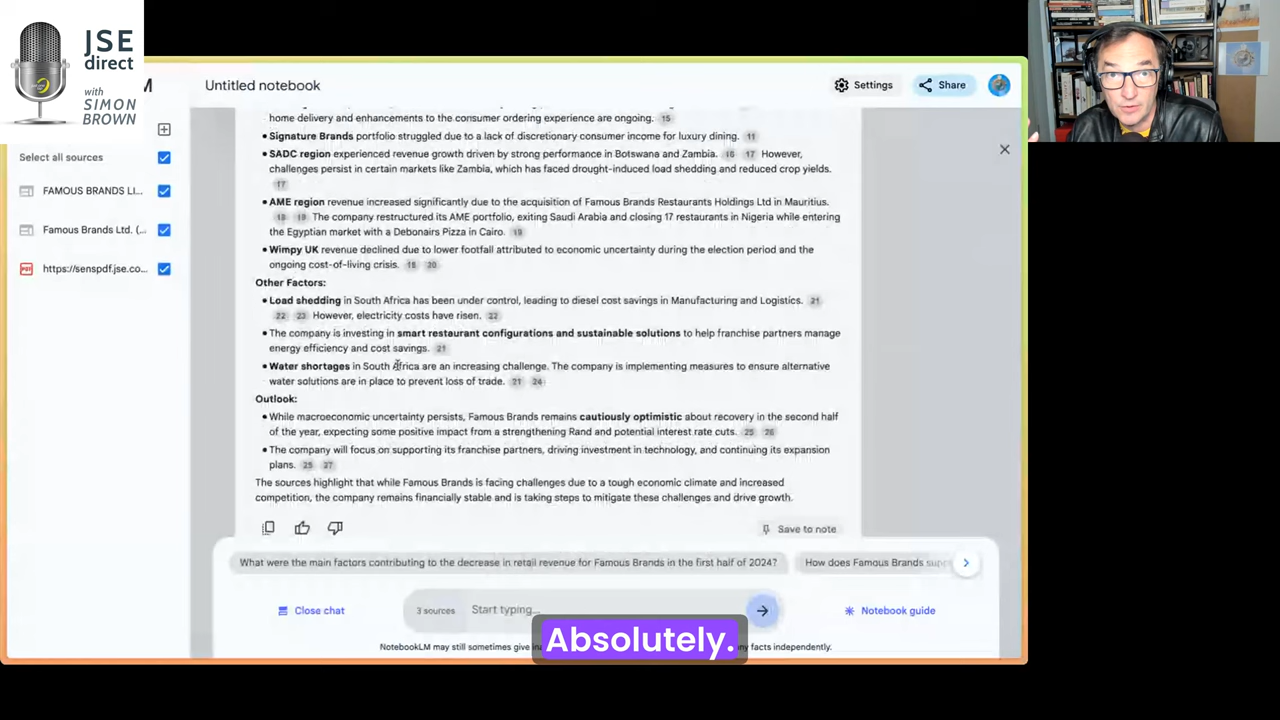 JSE
direct
with
SIMON
BROWN
M
Untitled notebook
Settings
Share
Select all sources
FAMOUS BRANDS LI...
Famous Brands Ltd. (...
https://senspdf.jse.co...
home delivery and enhancements to the consumer ordering experience are ongoing. 15
• Signature Brands portfolio struggled due to a lack of discretionary consumer income for luxury dining. 11
• SADC region experienced revenue growth driven by strong performance in Botswana and Zambia. 16 17 However,
challenges persist in certain markets like Zambia, which has faced drought-induced load shedding and reduced crop yields.
17
• AME region revenue increased significantly due to the acquisition of Famous Brands Restaurants Holdings Ltd in Mauritius.
18 19 The company restructured its AME portfolio, exiting Saudi Arabia and closing 17 restaurants in Nigeria while entering
the Egyptian market with a Debonairs Pizza in Cairo. 19
• Wimpy UK revenue declined due to lower footfall attributed to economic uncertainty during the election period and the
ongoing cost-of-living crisis. 20
Other Factors:
• Load shedding in South Africa has been under control, leading to diesel cost savings in Manufacturing and Logistics. 21
22 23 However, electricity costs have risen. 22
• The company is investing in smart restaurant configurations and sustainable solutions to help franchise partners manage
energy efficiency and cost savings. 21
• Water shortages in South Africa are an increasing challenge. The company is implementing measures to ensure alternative
water solutions are in place to prevent loss of trade. 21 24
Outlook:
• While macroeconomic uncertainty persists, Famous Brands remains cautiously optimistic about recovery in the second half
of the year, expecting some positive impact from a strengthening Rand and potential interest rate cuts. 25 26
• The company will focus on supporting its franchise partners, driving investment in technology, and continuing its expansion
plans. 25 27
The sources highlight that while Famous Brands is facing challenges due to a tough economic climate and increased
competition, the company remains financially stable and is taking steps to mitigate these challenges and drive growth.
Save to note
What were the main factors contributing to the decrease in retail revenue for Famous Brands in the first half of 2024?
How does Famous Brands
Close chat
3 sources
Start typing...
Notebook guide
NotebookLM may still sometimes give
facts independently.
Absolutely.